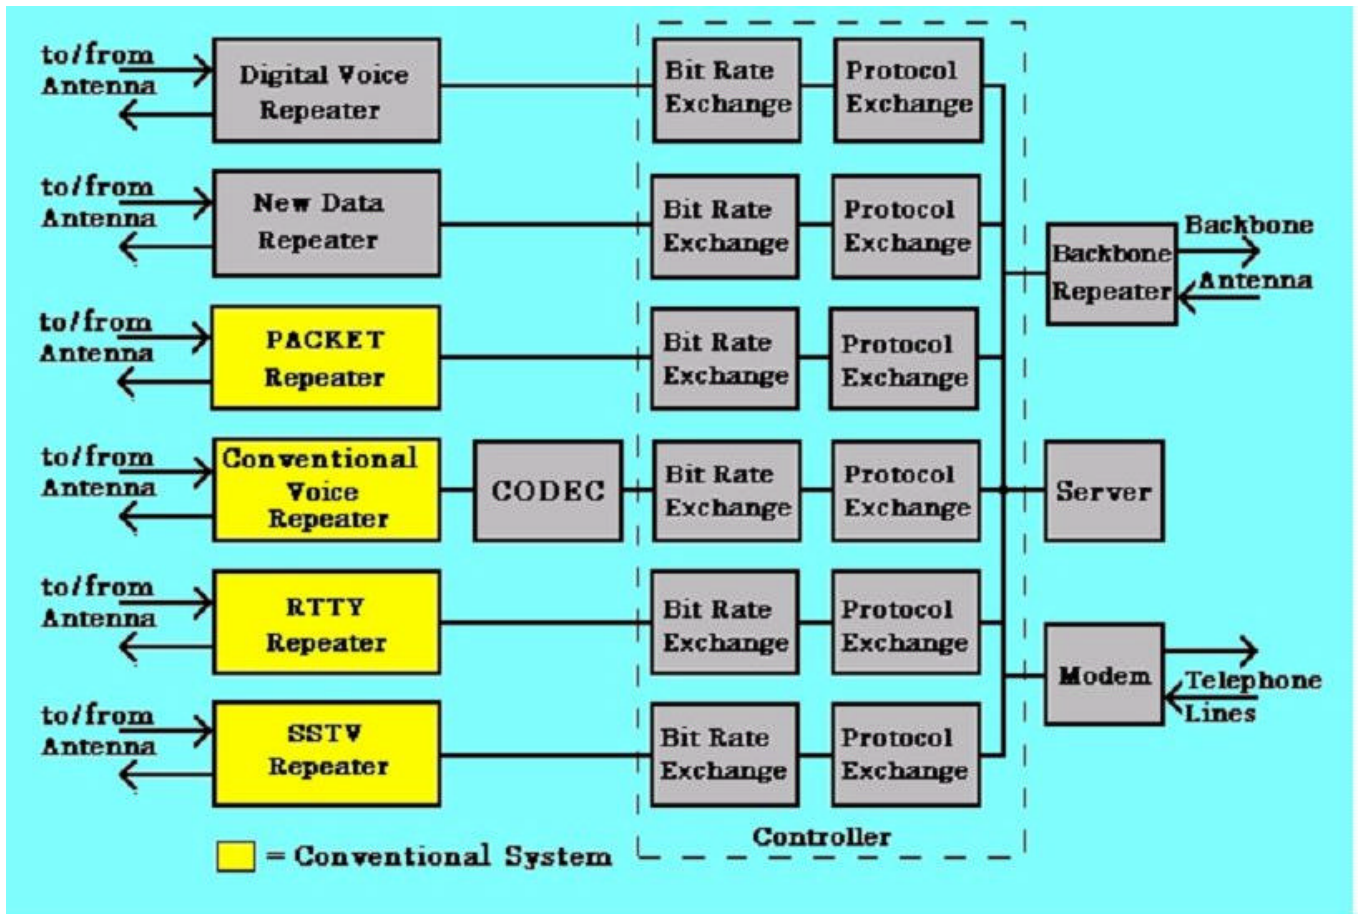 to/from
Antenna
Digital Voice
Repeater
Bit Rate
Exchange
Protocol
Exchange
to/from
Antenna
New Data
Repeater
Bit Rate
Exchange
Protocol
Exchange
Backbone
Repeater
Backbone
Antenna
to/from
Antenna
PACKET
Repeater
Bit Rate
Exchange
Protocol
Exchange
to/from
Antenna
Conventional
Voice
Repeater
CODEC
Bit Rate
Exchange
Protocol
Exchange
Server
to/from
Antenna
RTTY
Repeater
Bit Rate
Exchange
Protocol
Exchange
Modem
Telephone
Lines
to/from
Antenna
SSTV
Repeater
Bit Rate
Exchange
Protocol
Exchange
Controller
= Conventional System